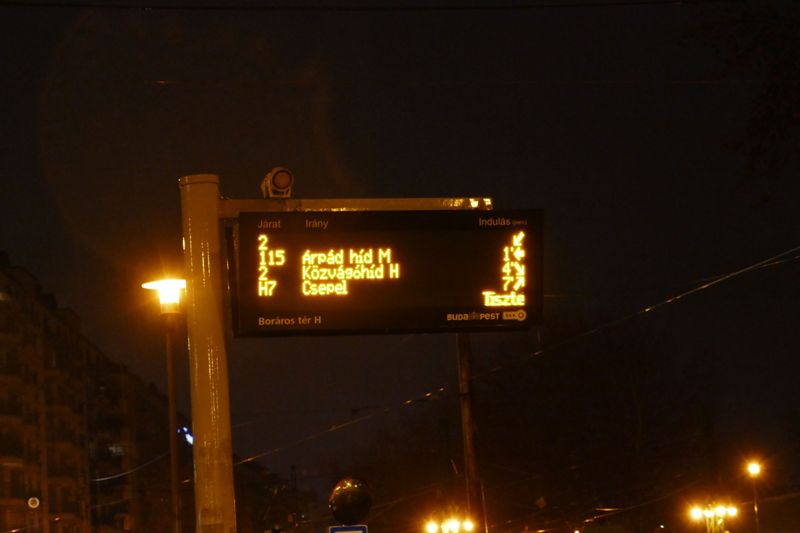 Járat Irány Indulás (perc)
2
115 Árpád híd M 1'
2 Közvágóhíd H 4
H7 Csepel 7
Tiszte
Boráros tér H BUDAPEST BKK